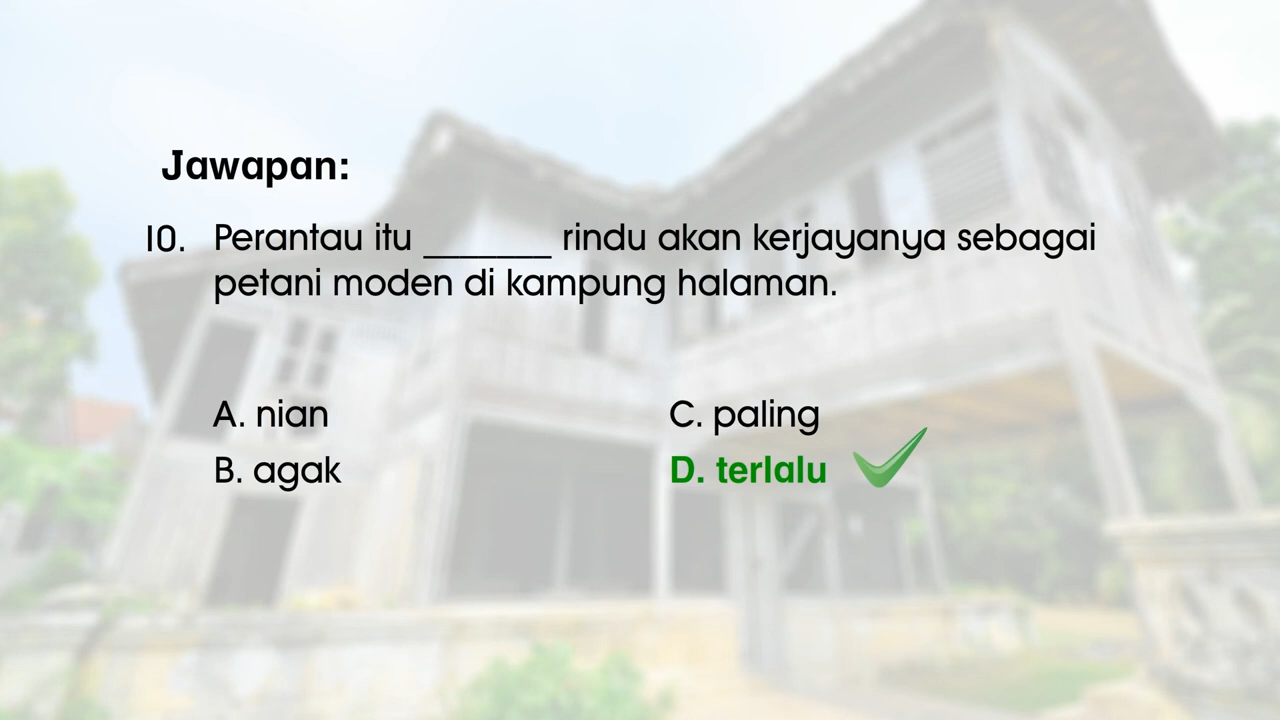 Jawapan:
10. Perantau itu _______ rindu akan kerjayanya sebagai
petani moden di kampung halaman.
A. nian
C. paling
B. agak
D. terlalu